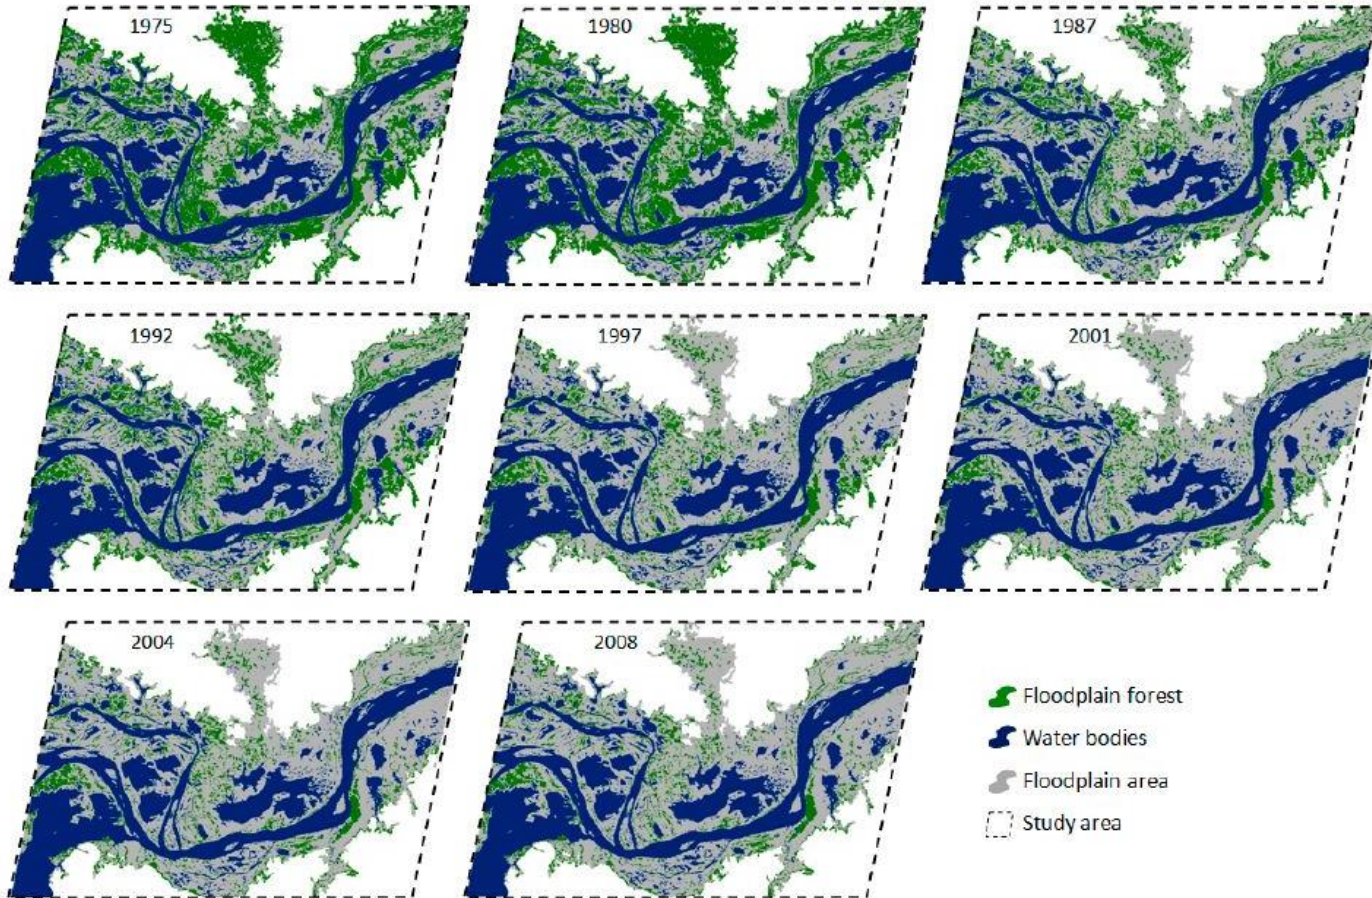 1975
1980
1987
1992
1997
2001
2004
2008
Floodplain forest
Water bodies
Floodplain area
Study area